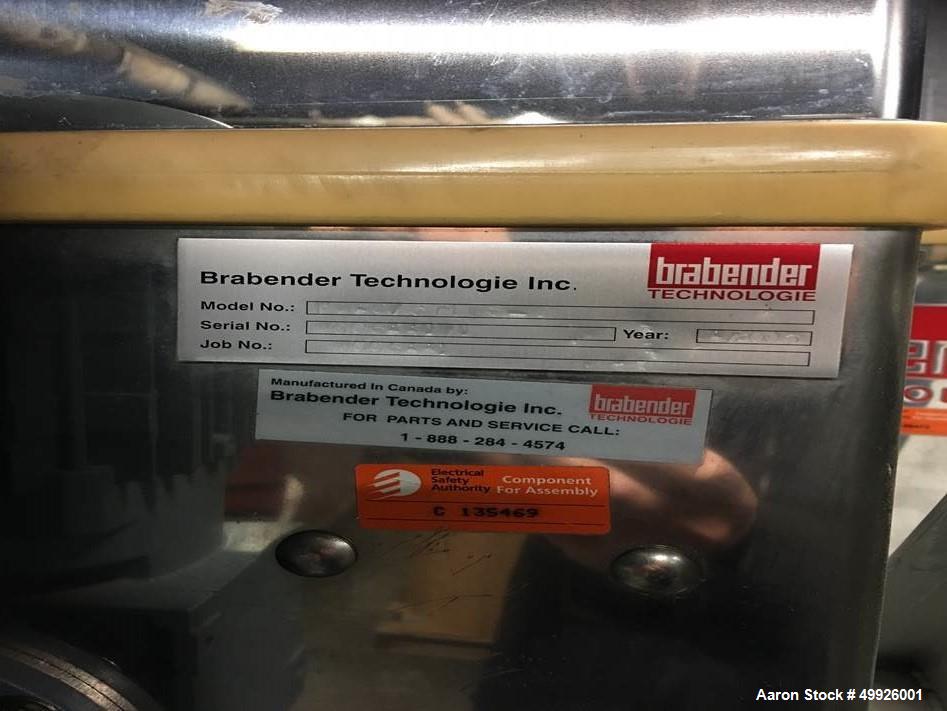 Brabender Technologie Inc.
brabender
TECHNOLOGIE
Model No.:
Serial No.:
Year:
Job No.:
Manufactured In Canada by:
Brabender Technologie Inc.
brabender
TECHNOLOGIE
FOR PARTS AND SERVICE CALL:
1 - 888 - 284 - 4574
Electrical
Safety
Authority
Component
For Assembly
C 135469
Aaron Stock # 49926001